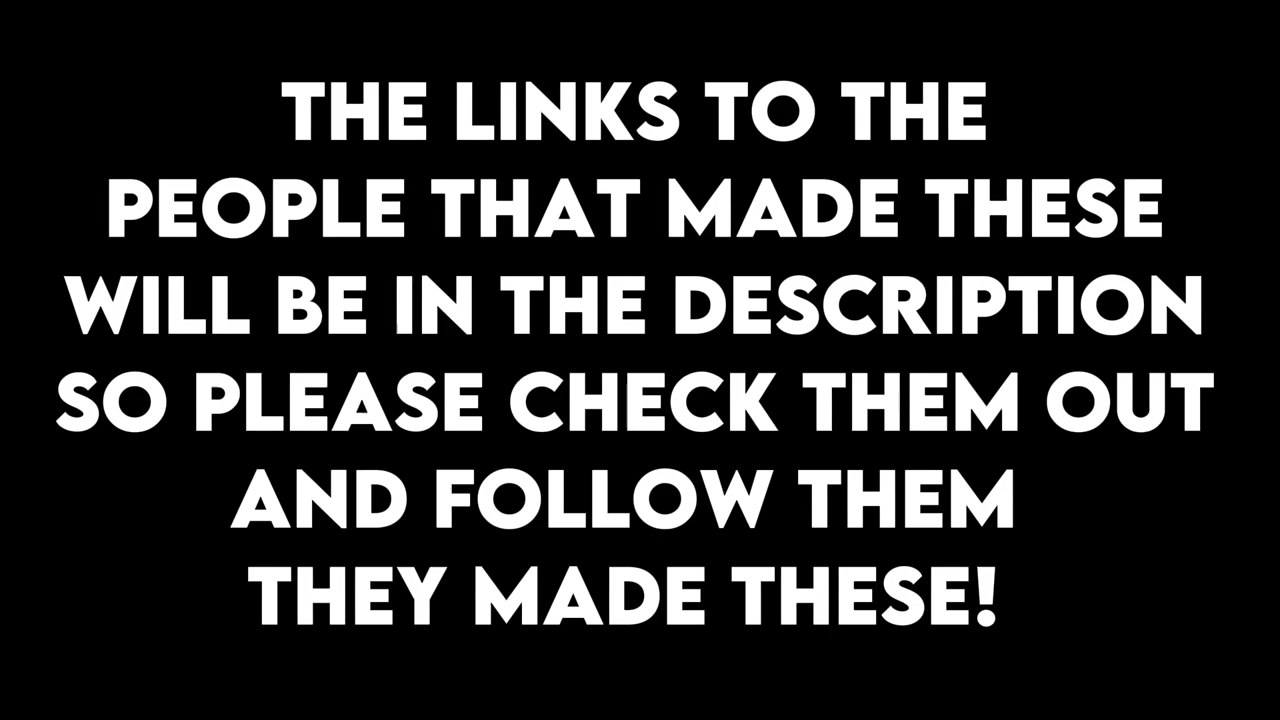 THE LINKS TO THE
PEOPLE THAT MADE THESE
WILL BE IN THE DESCRIPTION
SO PLEASE CHECK THEM OUT
AND FOLLOW THEM
THEY MADE THESE!